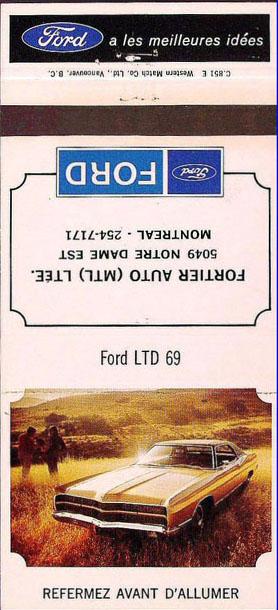 Ford a les meilleures idées
C.851 E Western Match Co. Ltd., Vancouver, B.C.
Ford FORD
FORTIER AUTO (MTL) LTÉE.
5049 NOTRE DAME EST
MONTREAL - 254-7171
Ford LTD 69
REFERMEZ AVANT D'ALLUMER